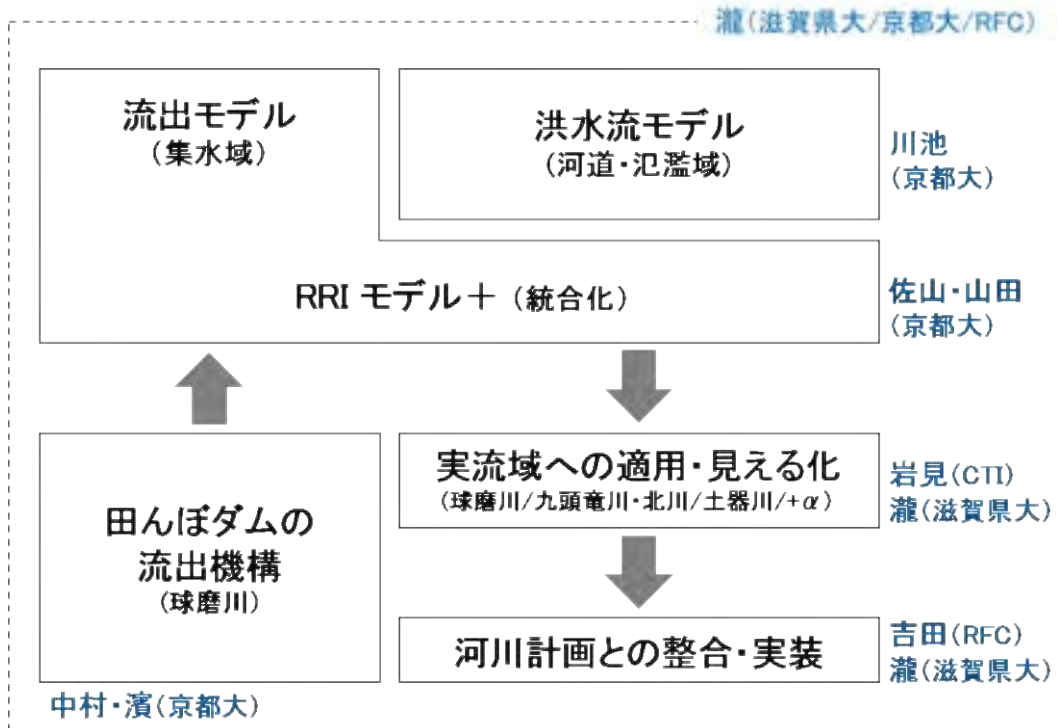 瀧(滋賀県大/京都大/RFC)
流出モデル
(集水域)
洪水流モデル
(河道・氾濫域)
川池
(京都大)
RRI モデル＋(統合化)
佐山・山田
(京都大)
田んぼダムの
流出機構
(球磨川)
中村・濱(京都大)
実流域への適用・見える化
(球磨川/九頭竜川・北川/土器川/+α)
岩見(CTI)
瀧(滋賀県大)
河川計画との整合・実装
吉田(RFC)
瀧(滋賀県大)